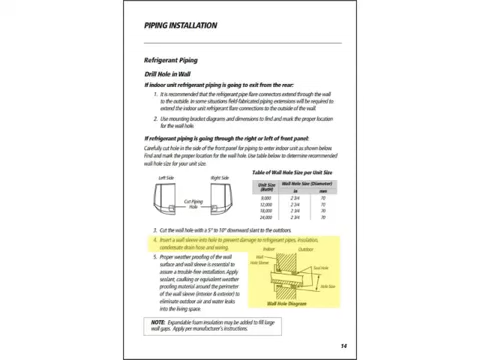 PIPING INSTALLATION
Refrigerant Piping
Drill Hole in Wall
If indoor unit refrigerant piping is going to exit from the rear:
1. It is recommended that the refrigerant pipe flare connectors extend through the wall
to the outside. In some situations field-fabricated piping extensions will be required to
extend the indoor unit refrigerant flare connections to the outside of the wall.
2. Use mounting bracket diagrams and dimensions to find and mark the proper location
for the wall hole.
If refrigerant piping is going through the right or left of front panel:
Carefully cut hole in the side of the front panel for piping to enter indoor unit as shown below.
Find and mark the proper location for the wall hole. Use table below to determine recommended
wall hole size for your unit size.
Left Side
Right Side
Cut Piping
Hole
Table of Wall Hole Size per Unit Size
Unit Size
(BtuH)
Wall Hole Size (Diameter)
in
mm
9,000 2 3/4 70
12,000 2 3/4 70
18,000 2 3/4 70
24,000 2 3/4 70
3. Cut the wall hole with a 5° to 10° downward slant to the outdoors.
4. Insert a wall sleeve into hole to prevent damage to refrigerant pipes, insulation,
condensate drain hose and wiring.
5. Proper weather proofing of the wall
surface and wall sleeve is essential to
assure a trouble-free installation. Apply
sealant, caulking or equivalent weather
proofing material around the perimeter
of the wall sleeve (interior & exterior) to
eliminate outdoor air and water leaks
into the living space.
Indoor
Outdoor
Wall
Hole Sleeve
Seal Hole
Hole Size
Wall Hole Diagram
NOTE: Expandable foam insulation may be added to fill large
wall gaps. Apply per manufacturer's instructions.
14